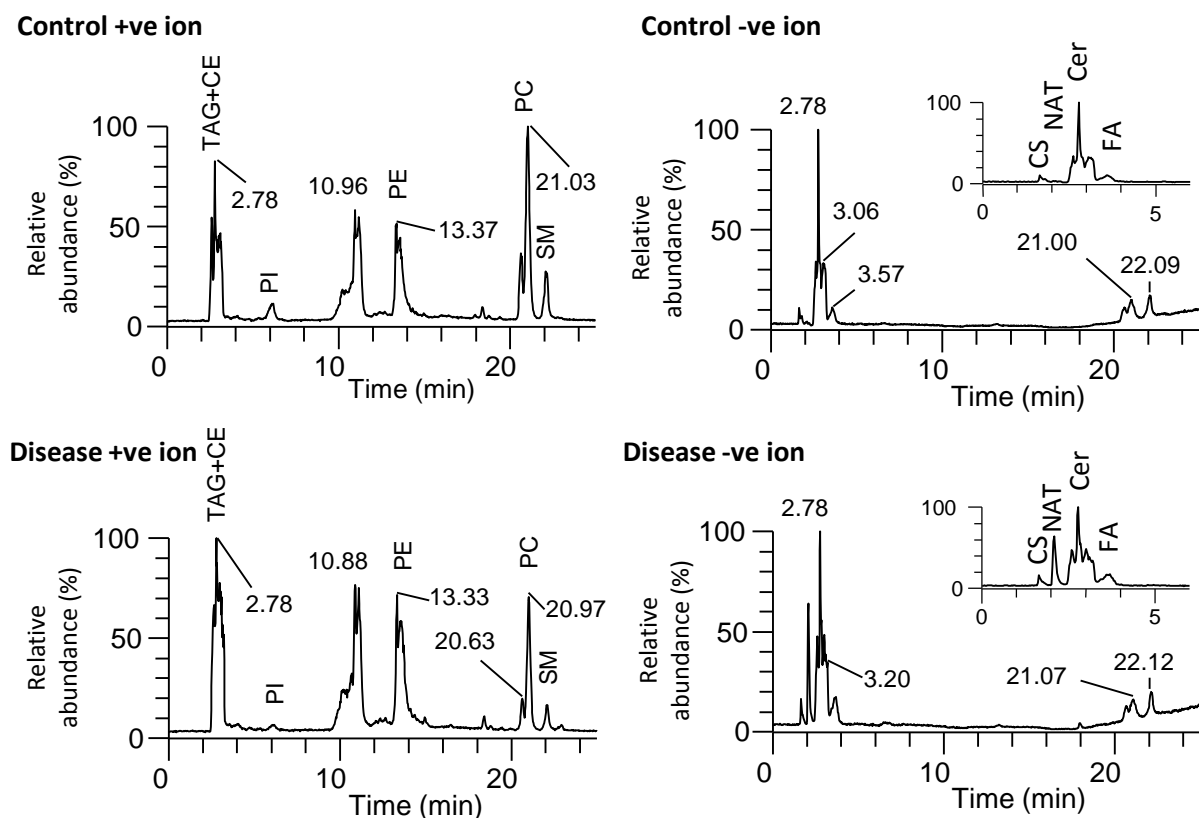 Control +ve ion
Relative
abundance (%)
100
50
0
TAG+CE
2.78
PI
10.96
PE
13.37
PC
21.03
SM
0 10 20
Time (min)
Control -ve ion
Relative
abundance (%)
100
50
0
2.78
3.06
3.57
21.00
22.09
0 10 20
Time (min)
100
0
CS
NAT
Cer
FA
0 5
Disease +ve ion
Relative
abundance (%)
100
50
0
TAG+CE
2.78
PI
10.88
PE
13.33
20.63
PC
20.97
SM
0 10 20
Time (min)
Disease -ve ion
Relative
abundance (%)
100
50
0
2.78
3.20
21.07
22.12
0 10 20
Time (min)
100
0
CS
NAT
Cer
FA
0 5